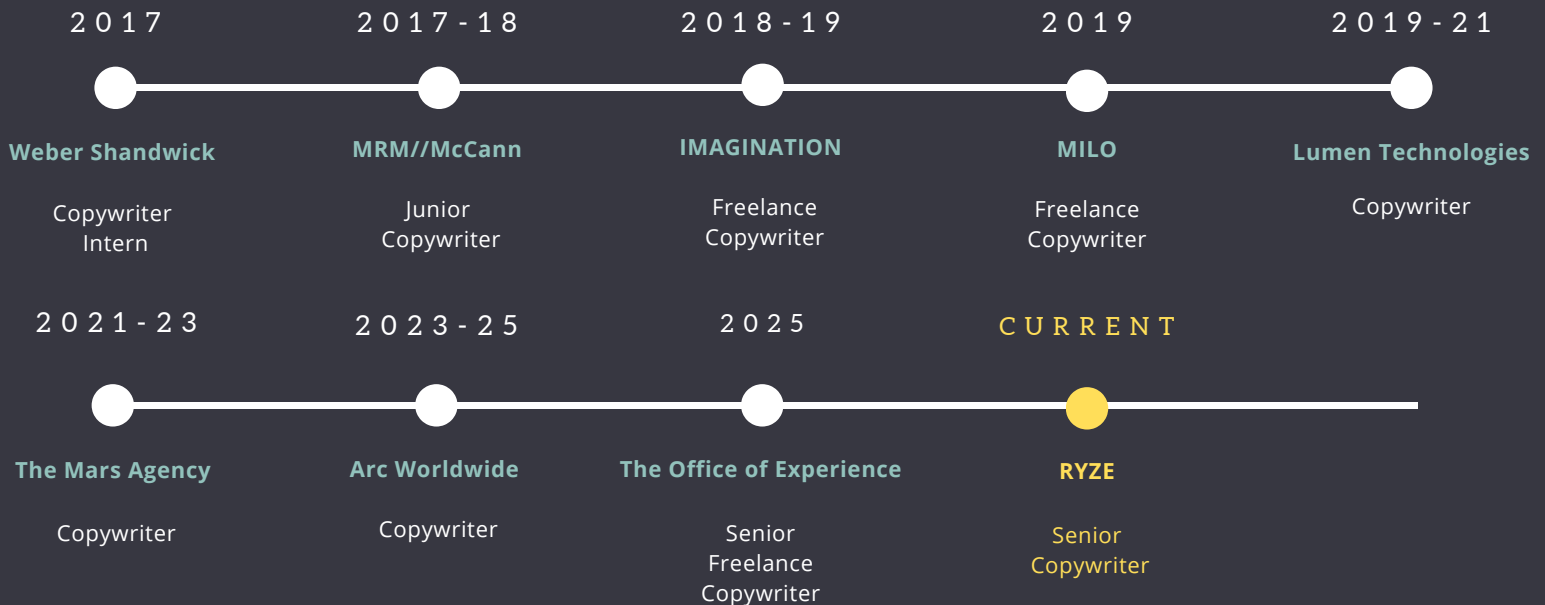 2017
2017-18
2018-19
2019
2019-21
Weber Shandwick
MRM//McCann
IMAGINATION
MILO
Lumen Technologies
Copywriter
Intern
Junior
Copywriter
Freelance
Copywriter
Freelance
Copywriter
Copywriter
2021-23
2023-25
2025
CURRENT
The Mars Agency
Arc Worldwide
The Office of Experience
RYZE
Copywriter
Copywriter
Senior
Freelance
Copywriter
Senior
Copywriter